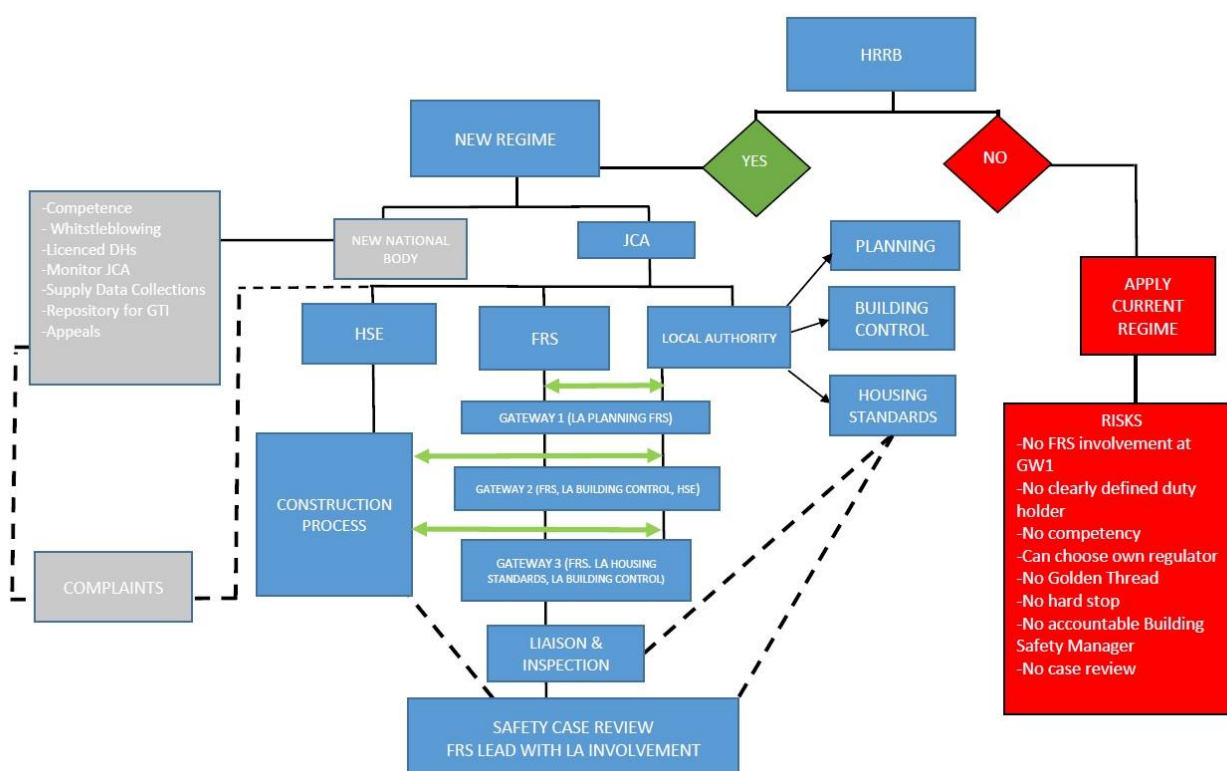 HRRB
NEW REGIME
YES
NO
-Competence
- Whitstleblowing
-Licenced DHs
-Monitor JCA
-Supply Data Collections
-Repository for GTI
-Appeals
NEW NATIONAL
BODY
JCA
PLANNING
BUILDING
CONTROL
HOUSING
STANDARDS
APPLY
CURRENT
REGIME
HSE
FRS
LOCAL AUTHORITY
GATEWAY 1 (LA PLANNING FRS)
GATEWAY 2 (FRS, LA BUILDING CONTROL, HSE)
GATEWAY 3 (FRS. LA HOUSING
STANDARDS, LA BUILDING CONTROL)
CONSTRUCTION
PROCESS
COMPLAINTS
LIAISON &
INSPECTION
SAFETY CASE REVIEW
FRS LEAD WITH LA INVOLVEMENT
RISKS
-No FRS involvement at
GW1
-No clearly defined duty
holder
-No competency
-Can choose own regulator
-No Golden Thread
-No hard stop
-No accountable Building
Safety Manager
-No case review